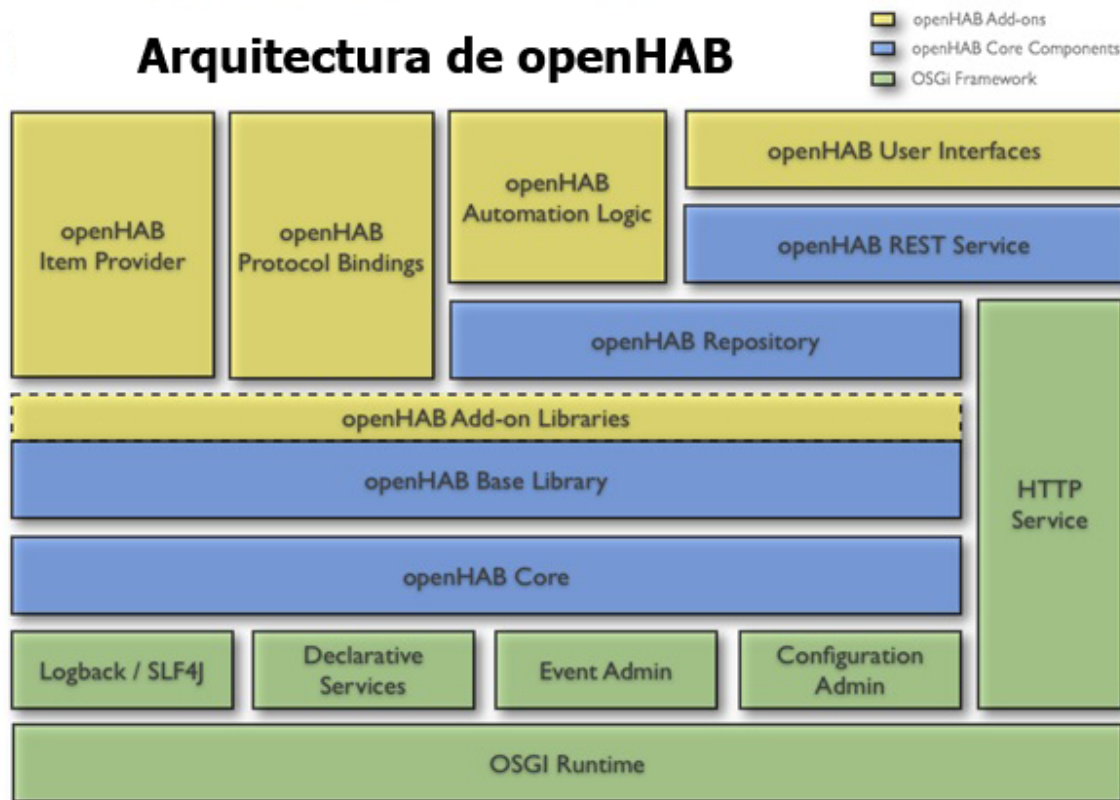 Arquitectura de openHAB
openHAB Add-ons
openHAB Core Components
OSGi Framework
openHAB
Item Provider
openHAB
Protocol Bindings
openHAB
Automation Logic
openHAB User Interfaces
openHAB REST Service
openHAB Repository
openHAB Add-on Libraries
openHAB Base Library
HTTP
Service
openHAB Core
Logback / SLF4J
Declarative
Services
Event Admin
Configuration
Admin
OSGI Runtime